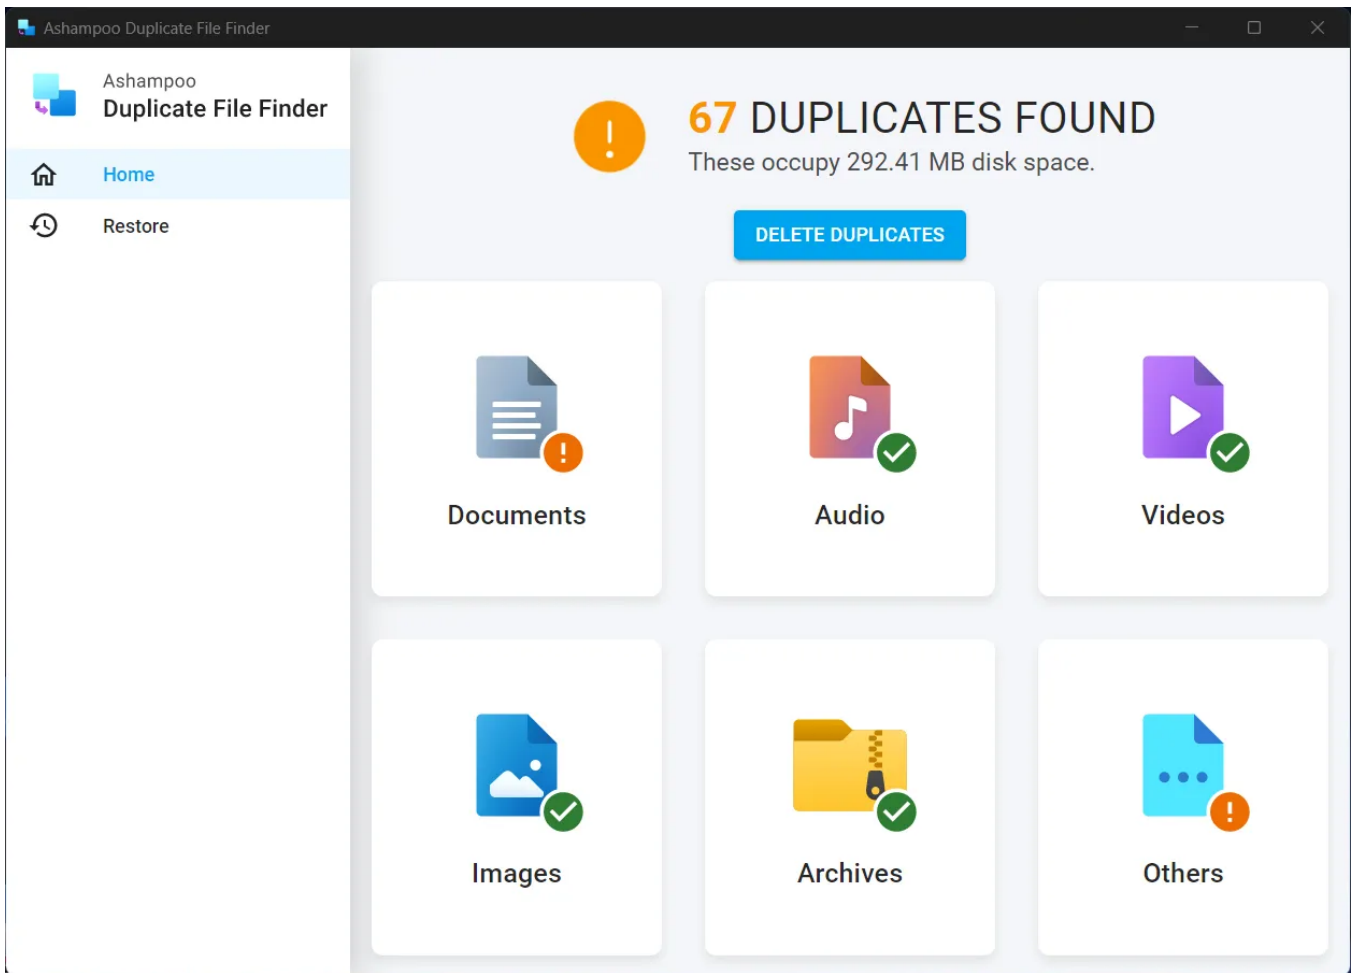 Ashampoo Duplicate File Finder
Ashampoo
Duplicate File Finder
Home
Restore
67 DUPLICATES FOUND
These occupy 292.41 MB disk space.
DELETE DUPLICATES
Documents
Audio
Videos
Images
Archives
Others